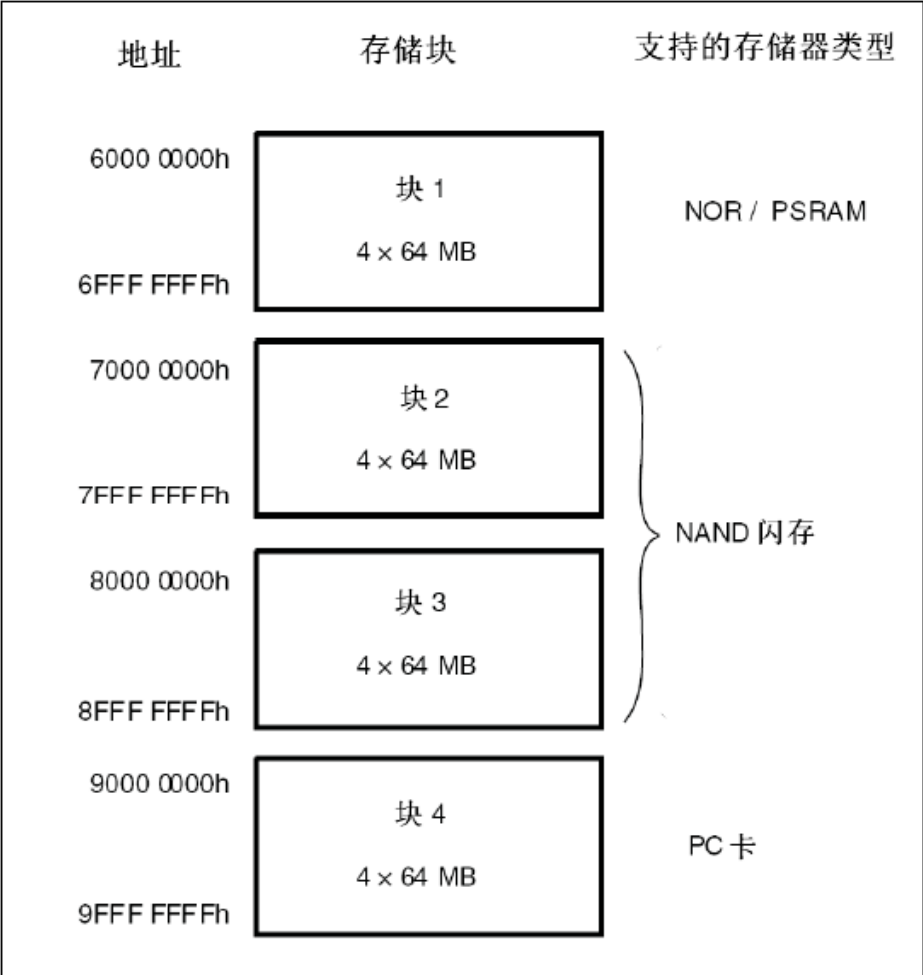 地址 存储块 支持的存储器类型
6000 0000h
块 1
NOR / PSRAM
4 × 64 MB
6FFF FFFFh
7000 0000h
块 2
4 × 64 MB
7FFF FFFFh
NAND 闪存
8000 0000h
块 3
4 × 64 MB
8FFF FFFFh
9000 0000h
块 4
PC 卡
4 × 64 MB
9FFF FFFFh